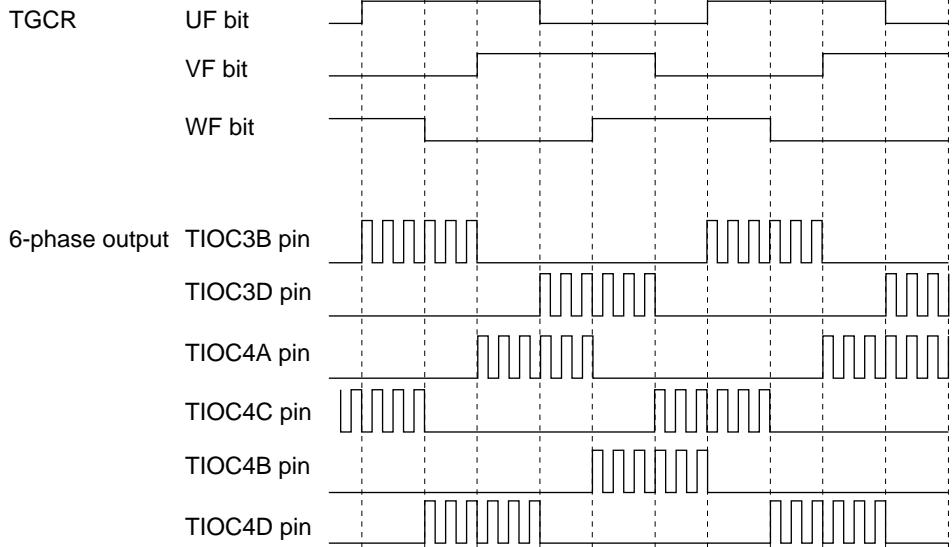 TGCR UF bit
VF bit
WF bit
6-phase output TIOC3B pin
TIOC3D pin
TIOC4A pin
TIOC4C pin
TIOC4B pin
TIOC4D pin